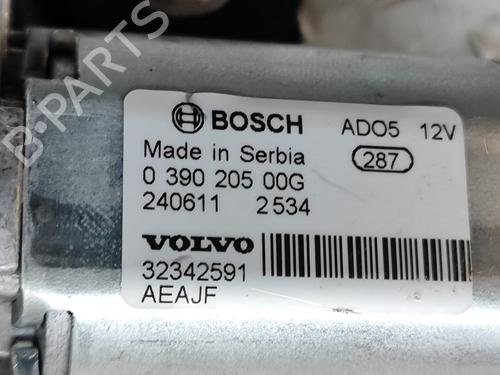 B-PARTS
BOSCH ADO5 12V
Made in Serbia 287
0 390 205 00G
240611 2534
VOLVO
32342591
AEAJF